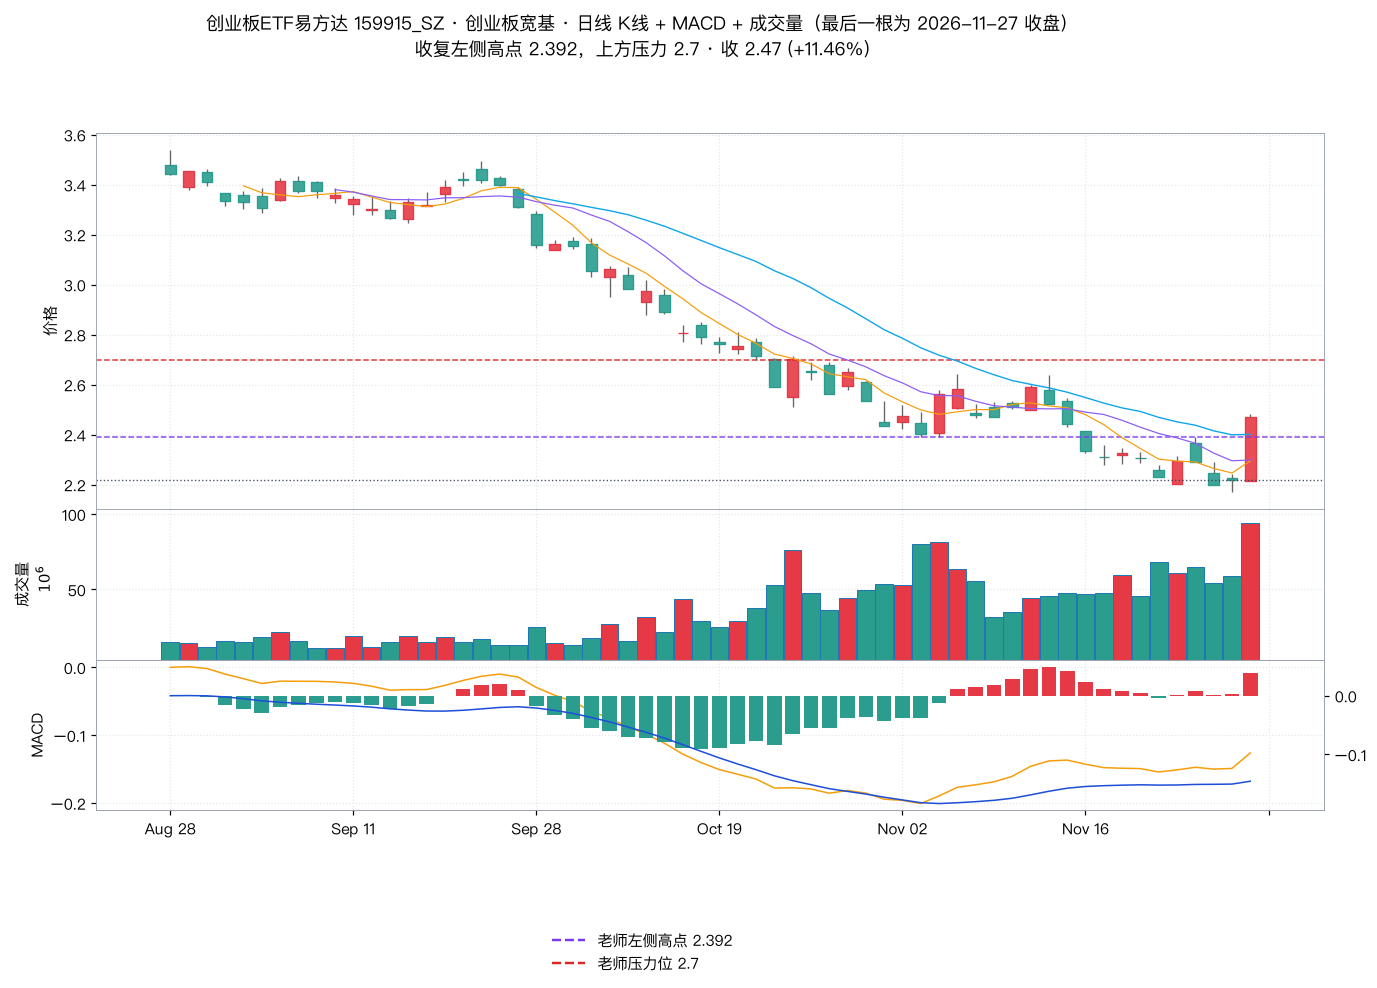 创业板ETF易方达 159915_SZ · 创业板宽基 · 日线 K线 + MACD + 成交量（最后一根为 2026-11-27 收盘）
收复左侧高点 2.392，上方压力 2.7 · 收 2.47 (+11.46%)
3.6
3.4
3.2
3.0
2.8
2.6
2.4
2.2
价格
100
50
成交量
10⁶
0.0
−0.1
−0.2
MACD
0.0
−0.1
Aug 28
Sep 11
Sep 28
Oct 19
Nov 02
Nov 16
老师左侧高点 2.392
老师压力位 2.7